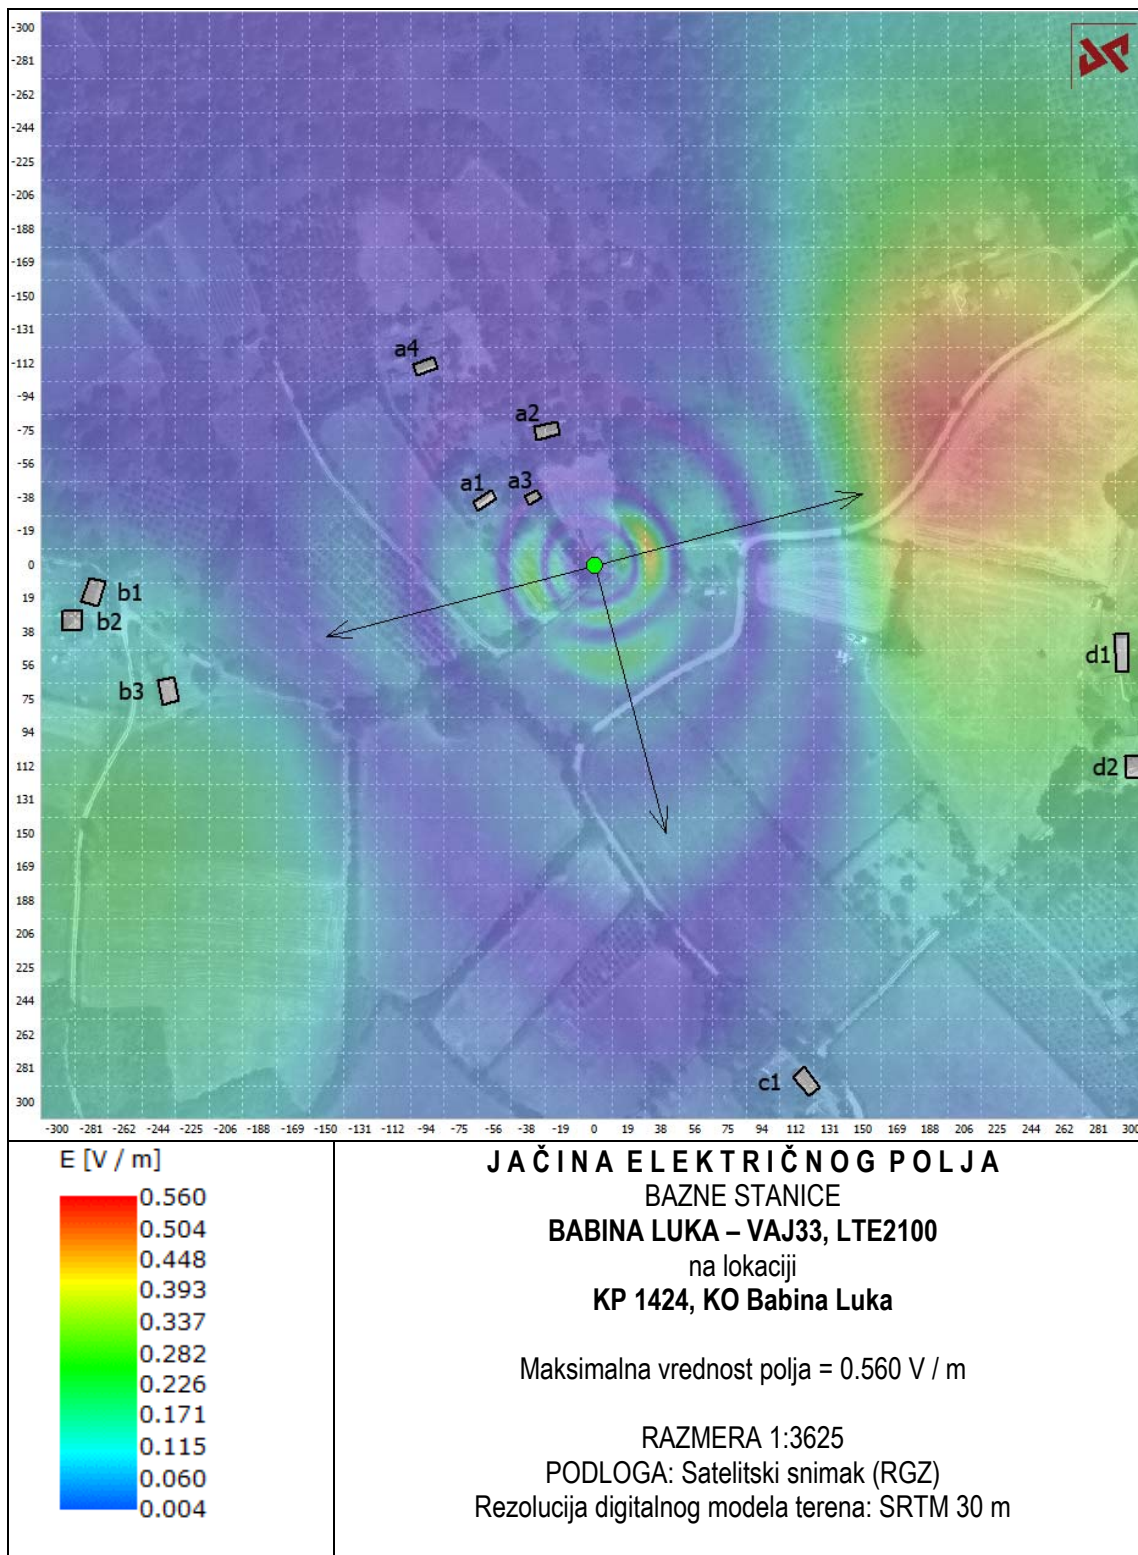 -300
-281
-262
-244
-225
-206
-188
-169
-150
-131
-112
-94
-75
-56
-38
-19
0
19
38
56
75
94
112
131
150
169
188
206
225
244
262
281
300
a4
a2
a1
a3
b1
b2
b3
d1
d2
c1
-300 -281 -262 -244 -225 -206 -188 -169 -150 -131 -112 -94 -75 -56 -38 -19 0 19 38 56 75 94 112 131 150 169 188 206 225 244 262 281 300
E [V / m]
0.560
0.504
0.448
0.393
0.337
0.282
0.226
0.171
0.115
0.060
0.004
JAČINA ELEKTRIČNOG POLJA
BAZNE STANICE
BABINA LUKA – VAJ33, LTE2100
na lokaciji
KP 1424, KO Babina Luka
Maksimalna vrednost polja = 0.560 V / m
RAZMERA 1:3625
PODLOGA: Satelitski snimak (RGZ)
Rezolucija digitalnog modela terena: SRTM 30 m